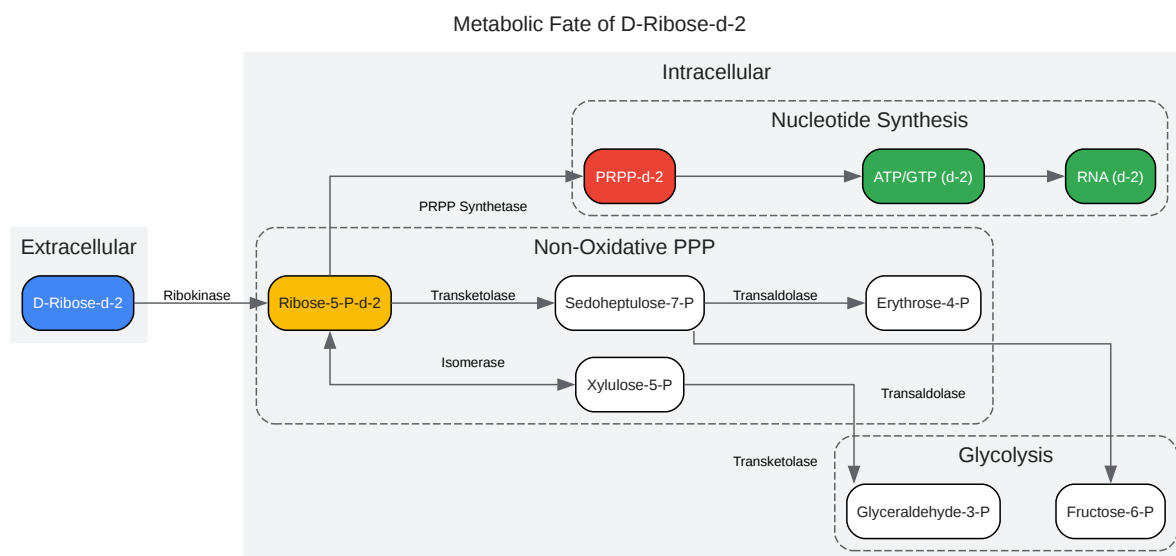 Metabolic Fate of D-Ribose-d-2
Intracellular
Nucleotide Synthesis
PRPP-d-2
ATP/GTP (d-2)
RNA (d-2)
PRPP Synthetase
Extracellular
Non-Oxidative PPP
D-Ribose-d-2
Ribokinase
Ribose-5-P-d-2
Transketolase
Sedoheptulose-7-P
Transaldolase
Erythrose-4-P
Isomerase
Xylulose-5-P
Transaldolase
Transketolase
Glycolysis
Glyceraldehyde-3-P
Fructose-6-P